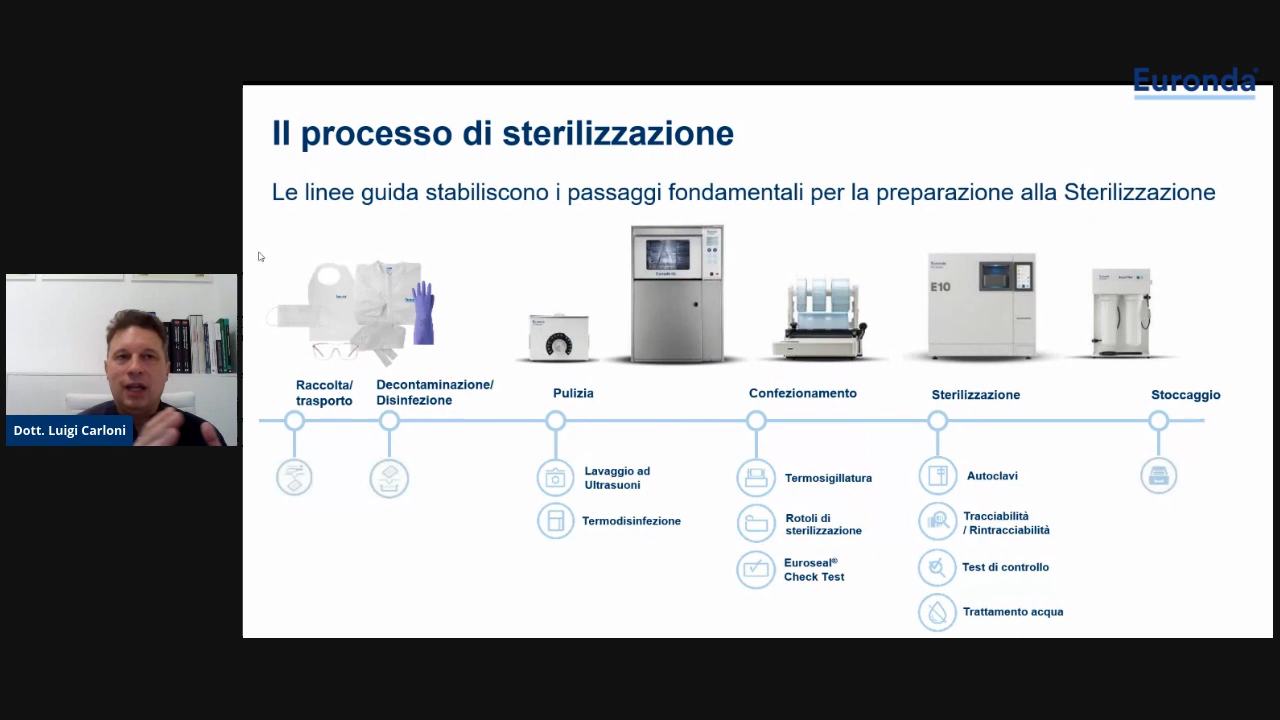 Euronda
Il processo di sterilizzazione
Le linee guida stabiliscono i passaggi fondamentali per la preparazione alla Sterilizzazione
E10
Raccolta/
trasporto
Decontaminazione/
Disinfezione
Pulizia
Confezionamento
Sterilizzazione
Stoccaggio
Lavaggio ad
Ultrasuoni
Termodisinfezione
Termosigillatura
Rotoli di
sterilizzazione
Euroseal®
Check Test
Autoclavi
Tracciabilità
/ Rintracciabilità
Test di controllo
Trattamento acqua
Dott. Luigi Carloni